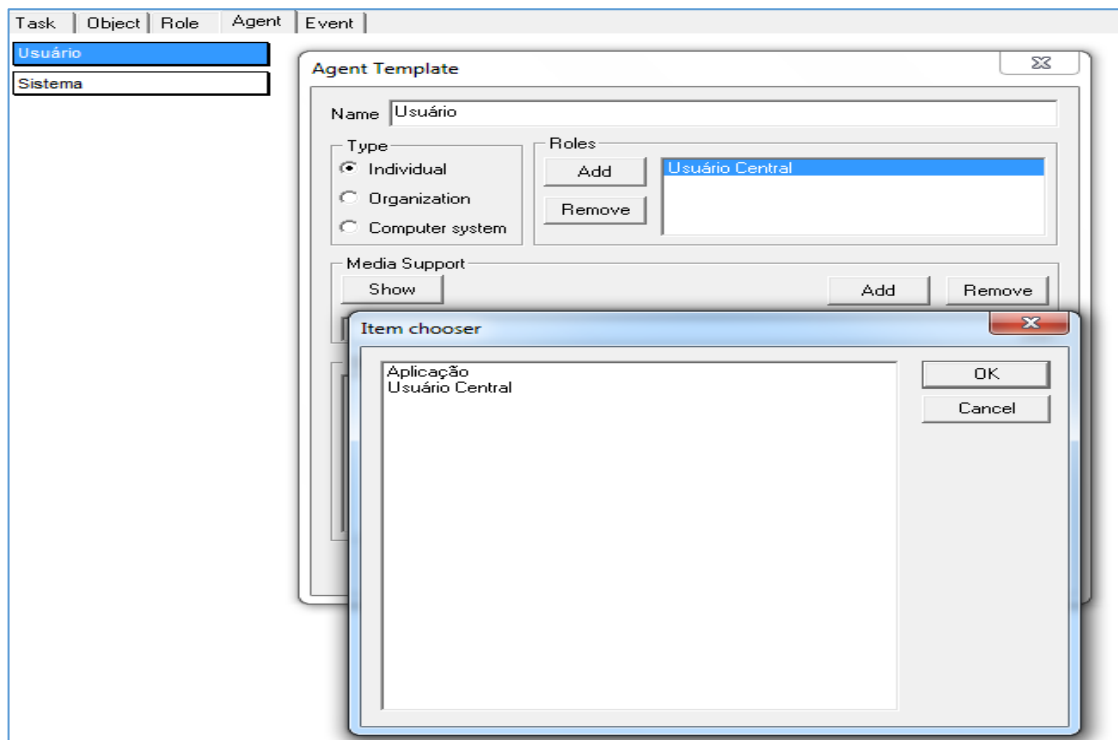 Task Object Role Agent Event
Usuário
Sistema
Agent Template
Name Usuário
Type
Individual
Organization
Computer system
Roles
Add
Remove
Usuário Central
Media Support
Show Add Remove
Item chooser
Aplicação
Usuário Central
OK
Cancel